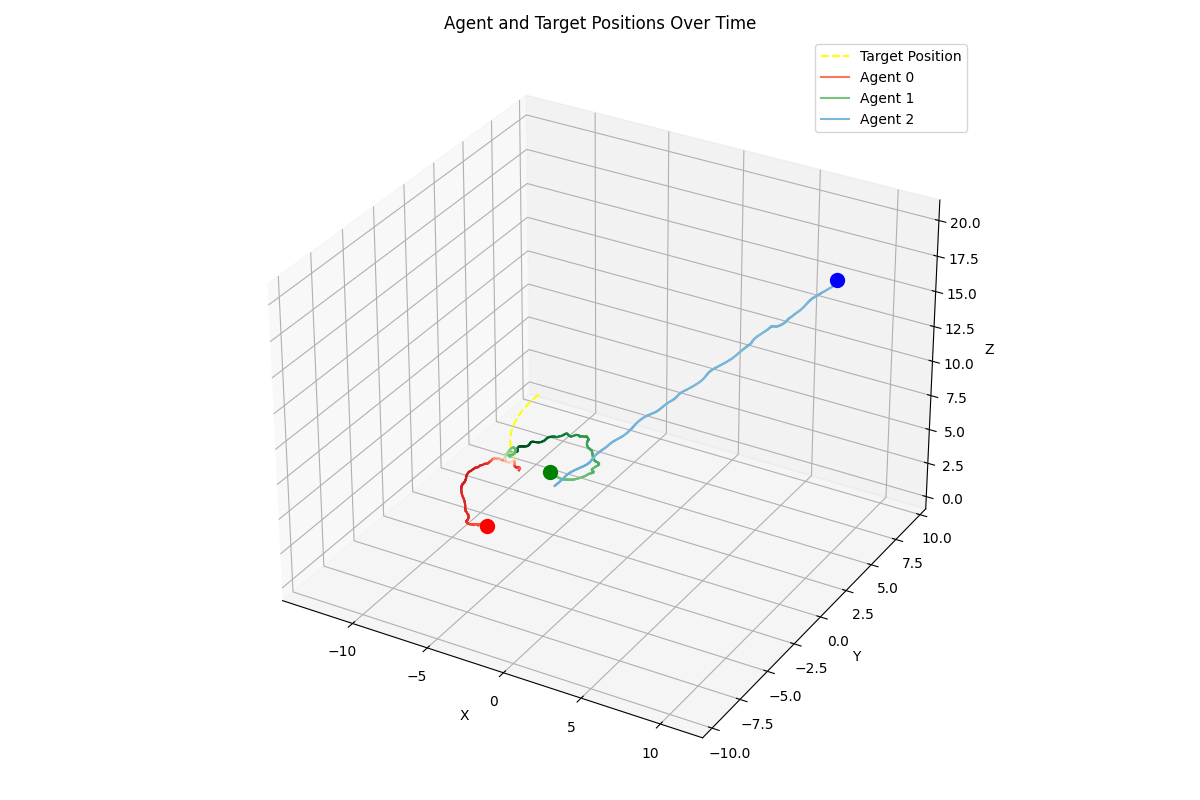 Agent and Target Positions Over Time
Target Position
Agent 0
Agent 1
Agent 2
20.0
17.5
15.0
12.5
Z
10.0
7.5
5.0
2.5
0.0
10.0
7.5
5.0
2.5
0.0
Y
−2.5
−5.0
−7.5
−10.0
−10
−5
0
X
5
10